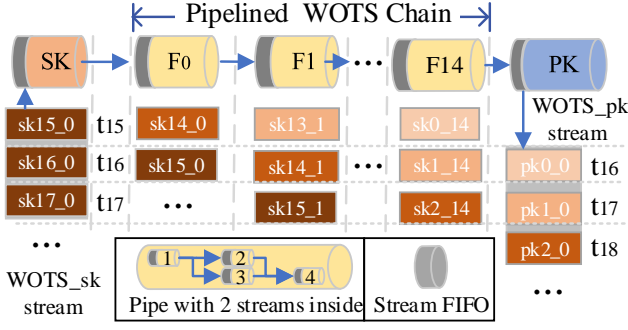 Pipelined WOTS Chain
SK F0 F1 ••• F14 PK
sk15_0 t15 sk14_0 sk13_1 sk0_14 WOTS_pk
stream
sk16_0 t16 sk15_0 sk14_1 ••• sk1_14 pk0_0 t16
sk17_0 t17 ••• sk15_1 sk2_14 pk1_0 t17
••• pk2_0 t18
WOTS_sk
stream
•••
1 2
3 4
Pipe with 2 streams inside
Stream FIFO